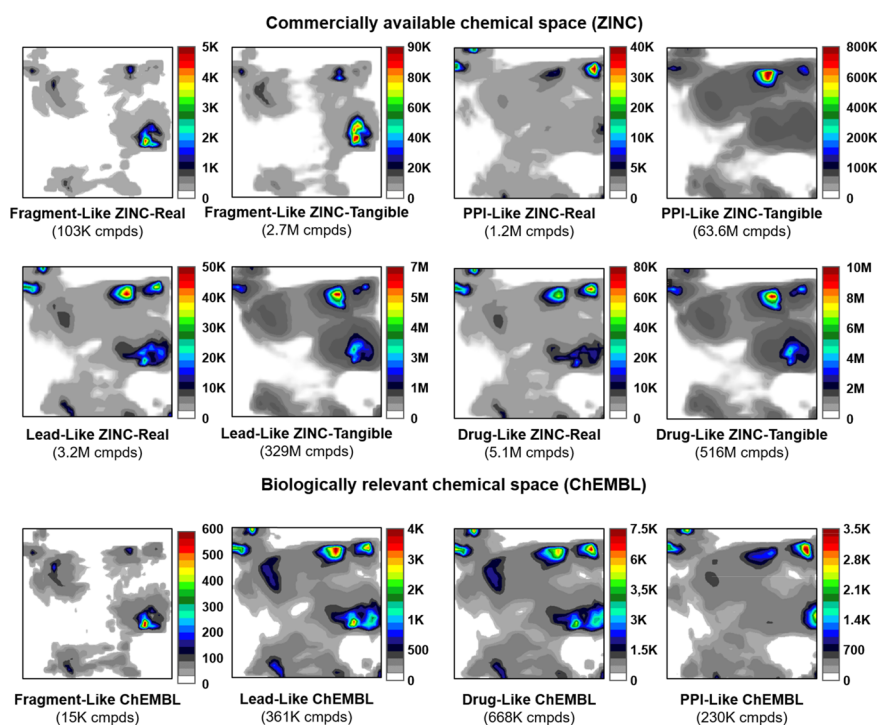 Commercially available chemical space (ZINC)
5K
4K
3K
2K
1K
0
Fragment-Like ZINC-Real
(103K cmpds)
90K
80K
60K
40K
20K
0
Fragment-Like ZINC-Tangible
(2.7M cmpds)
40K
30K
20K
10K
5K
0
PPI-Like ZINC-Real
(1.2M cmpds)
800K
600K
400K
200K
100K
0
PPI-Like ZINC-Tangible
(63.6M cmpds)
50K
40K
30K
20K
10K
0
Lead-Like ZINC-Real
(3.2M cmpds)
7M
5M
4M
3M
1M
0
Lead-Like ZINC-Tangible
(329M cmpds)
80K
60K
40K
20K
10K
0
Drug-Like ZINC-Real
(5.1M cmpds)
10M
8M
6M
4M
2M
0
Drug-Like ZINC-Tangible
(516M cmpds)
Biologically relevant chemical space (ChEMBL)
600
500
400
300
200
100
0
Fragment-Like ChEMBL
(15K cmpds)
4K
3K
2K
1K
500
0
Lead-Like ChEMBL
(361K cmpds)
7.5K
6K
4.5K
3K
1.5K
0
Drug-Like ChEMBL
(668K cmpds)
3.5K
2.8K
1.4K
700
0
PPI-Like ChEMBL
(230K cmpds)